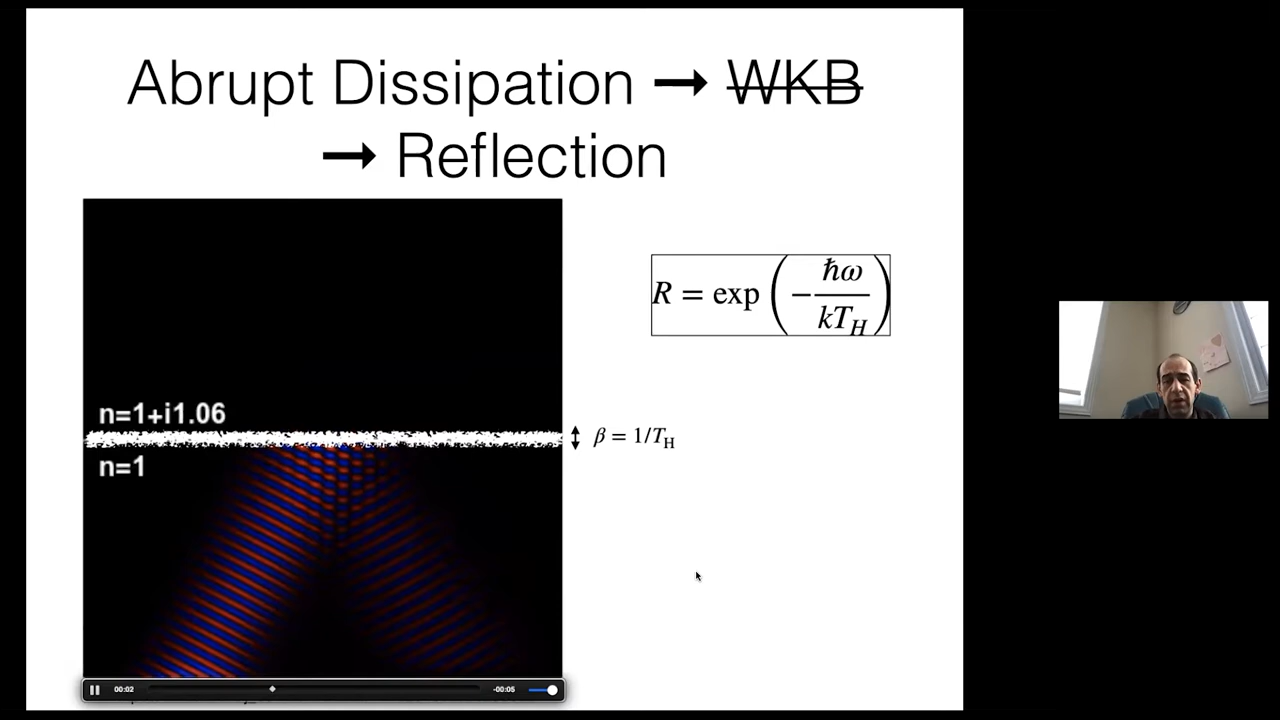 Abrupt Dissipation → WKB
→ Reflection
R = exp(−ħω/kT_H)
n=1+i1.06
β = 1/T_H
n=1
00:02
-00:05